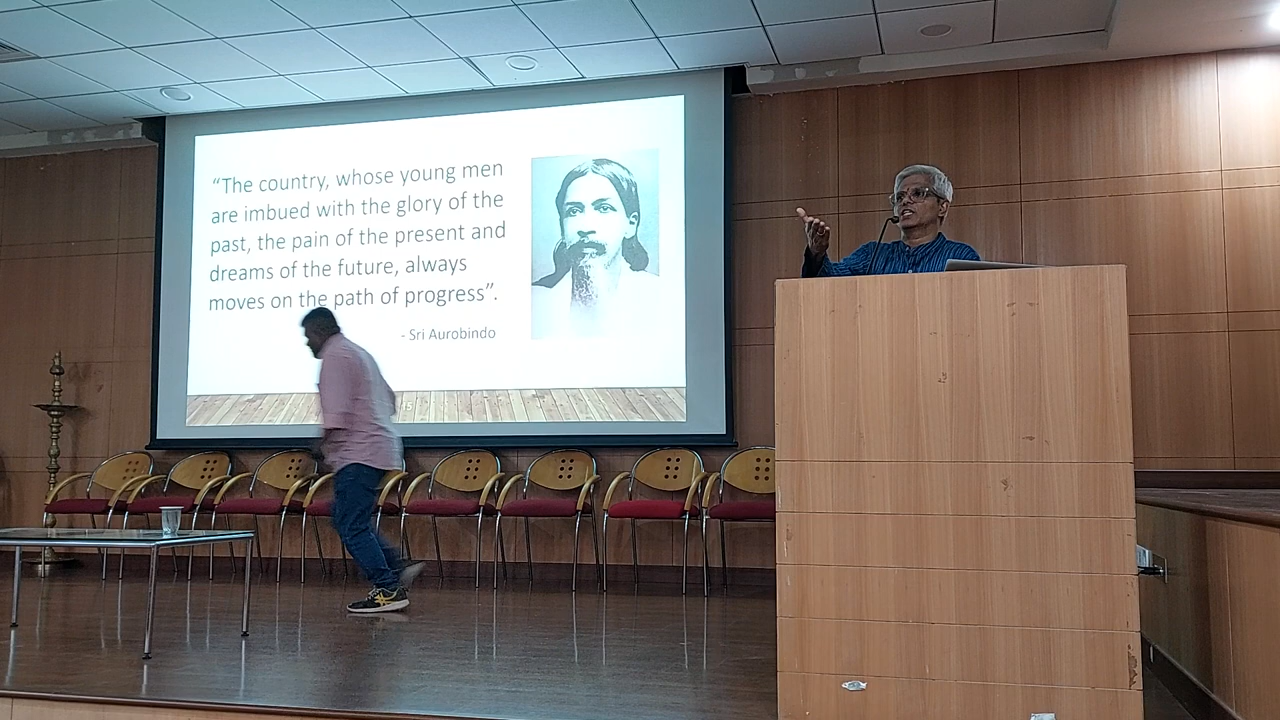 “The country, whose young men
are imbued with the glory of the
past, the pain of the present and
dreams of the future, always
moves on the path of progress”.
- Sri Aurobindo